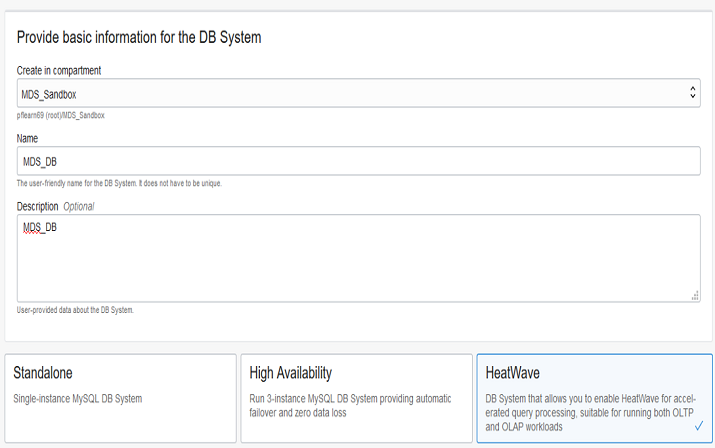 Provide basic information for the DB System
Create in compartment
MDS_Sandbox
pflearn69 (root)/MDS_Sandbox
Name
MDS_DB
The user-friendly name for the DB System. It does not have to be unique.
Description Optional
MDS_DB
User-provided data about the DB System.
Standalone
Single-instance MySQL DB System
High Availability
Run 3-instance MySQL DB System providing automatic
failover and zero data loss
HeatWave
DB System that allows you to enable HeatWave for accel-
erated query processing, suitable for running both OLTP
and OLAP workloads